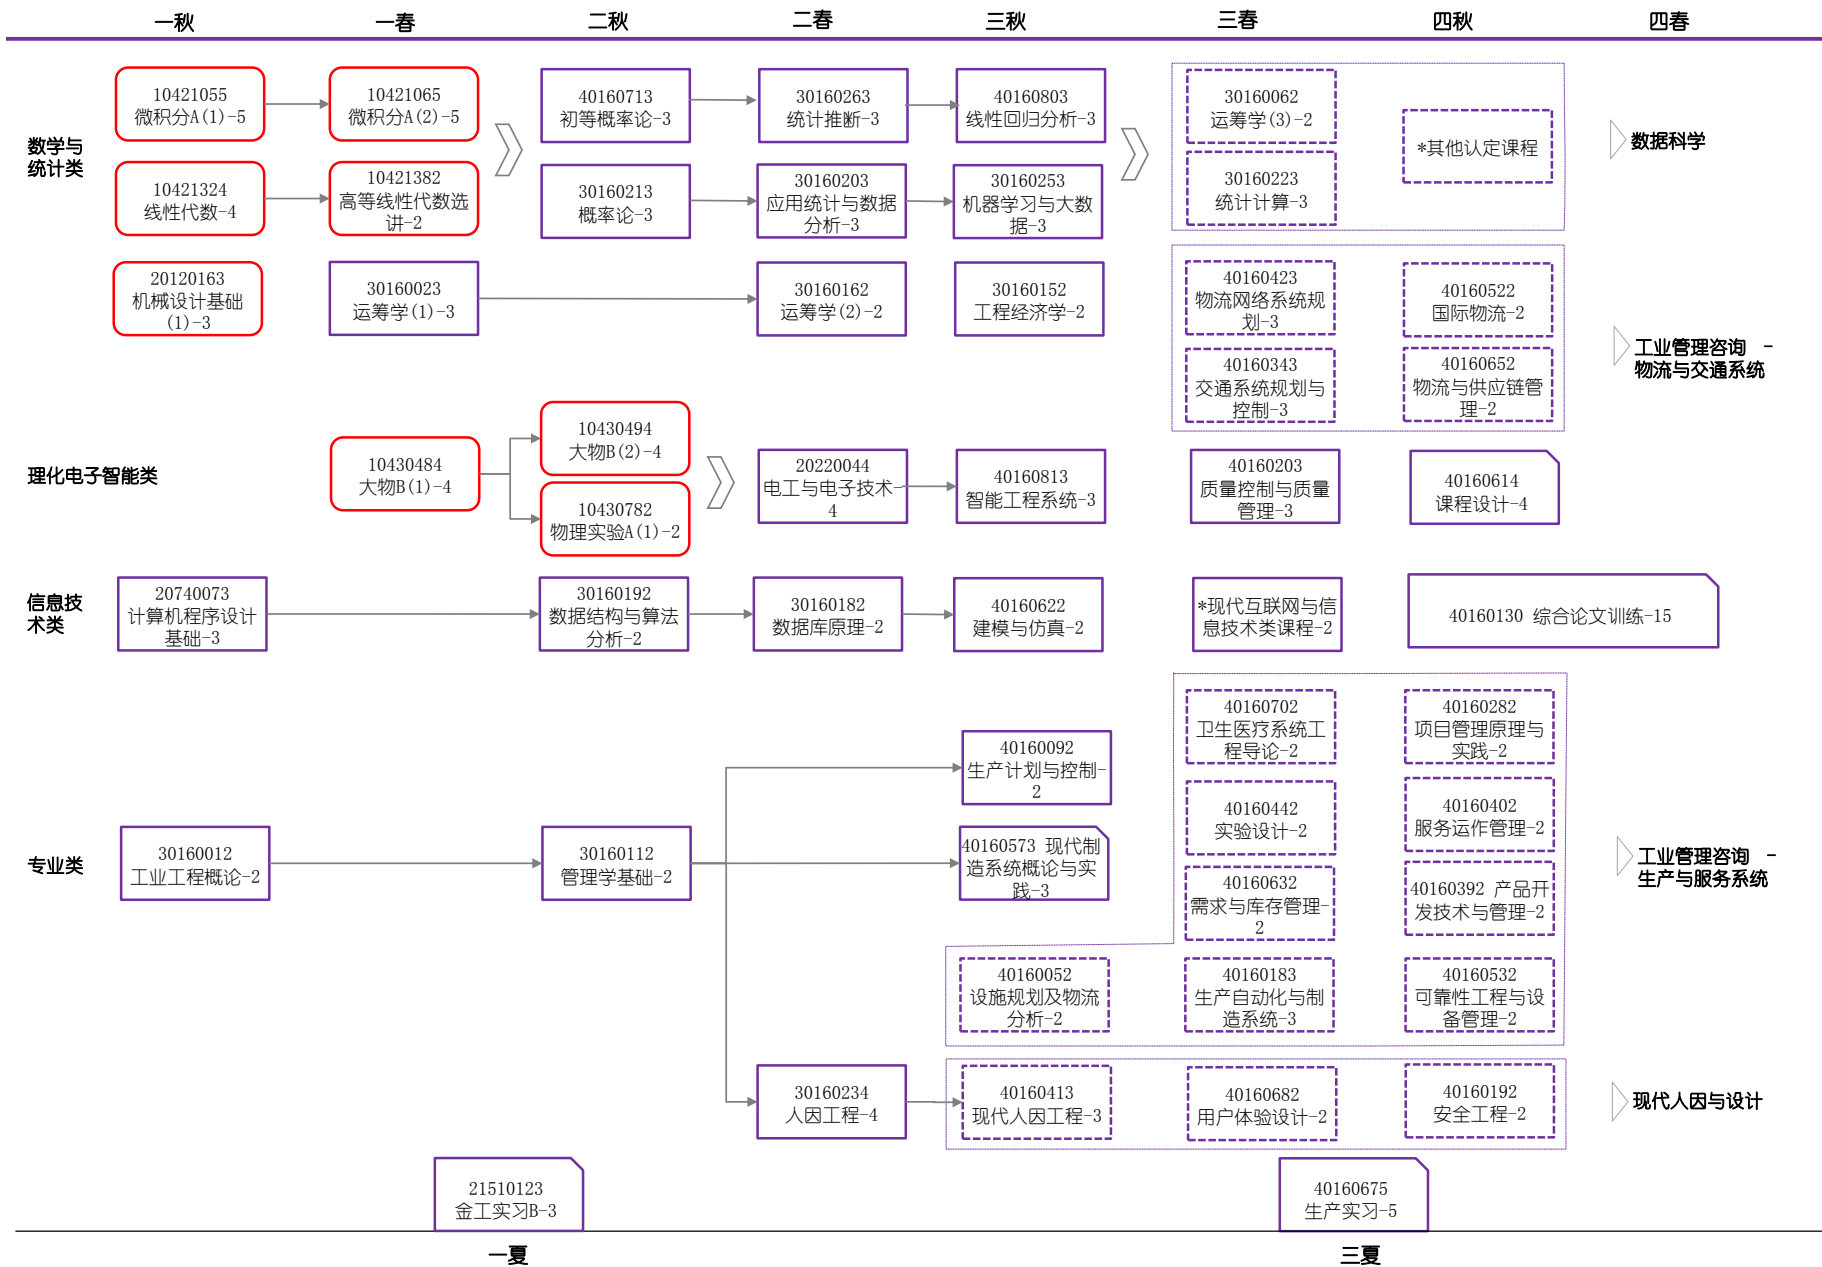 一秋
一春
二秋
二春
三秋
三春
四秋
四春
数学与
统计类
10421055
微积分A(1)-5
10421065
微积分A(2)-5
40160713
初等概率论-3
30160263
统计推断-3
40160803
线性回归分析-3
30160062
运筹学(3)-2
*其他认定课程
数据科学
10421324
线性代数-4
10421382
高等线性代数选
讲-2
30160213
概率论-3
30160203
应用统计与数据
分析-3
30160253
机器学习与大数
据-3
30160223
统计计算-3
20120163
机械设计基础
(1)-3
30160023
运筹学(1)-3
30160162
运筹学(2)-2
30160152
工程经济学-2
40160423
物流网络系统规
划-3
40160522
国际物流-2
40160343
交通系统规划与
控制-3
40160652
物流与供应链管
理-2
工业管理咨询 -
物流与交通系统
理化电子智能类
10430484
大物B(1)-4
10430494
大物B(2)-4
10430782
物理实验A(1)-2
20220044
电工与电子技术-
4
40160813
智能工程系统-3
40160203
质量控制与质量
管理-3
40160614
课程设计-4
信息技
术类
20740073
计算机程序设计
基础-3
30160192
数据结构与算法
分析-2
30160182
数据库原理-2
40160622
建模与仿真-2
*现代互联网与信
息技术类课程-2
40160130 综合论文训练-15
40160702
卫生医疗系统工
程导论-2
40160282
项目管理原理与
实践-2
40160092
生产计划与控制-
2
40160442
实验设计-2
40160402
服务运作管理-2
专业类
30160012
工业工程概论-2
30160112
管理学基础-2
40160573 现代制
造系统概论与实
践-3
40160632
需求与库存管理-
2
40160392 产品开
发技术与管理-2
工业管理咨询 -
生产与服务系统
40160052
设施规划及物流
分析-2
40160183
生产自动化与制
造系统-3
40160532
可靠性工程与设
备管理-2
30160234
人因工程-4
40160413
现代人因工程-3
40160682
用户体验设计-2
40160192
安全工程-2
现代人因与设计
21510123
金工实习B-3
40160675
生产实习-5
一夏
三夏